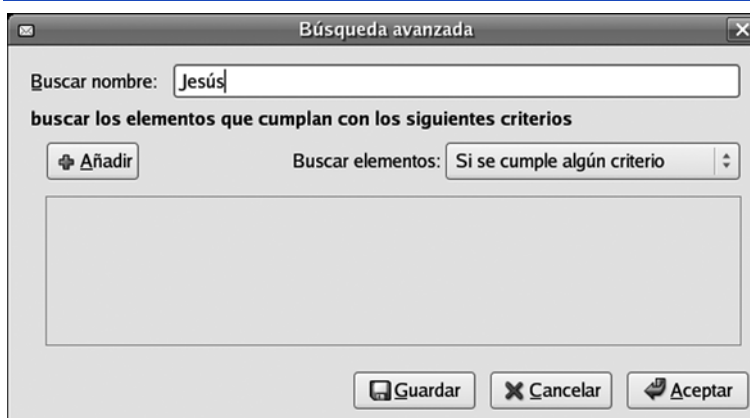 Búsqueda avanzada
Buscar nombre: Jesús
buscar los elementos que cumplan con los siguientes criterios
Añadir Buscar elementos: Si se cumple algún criterio
Guardar Cancelar Aceptar